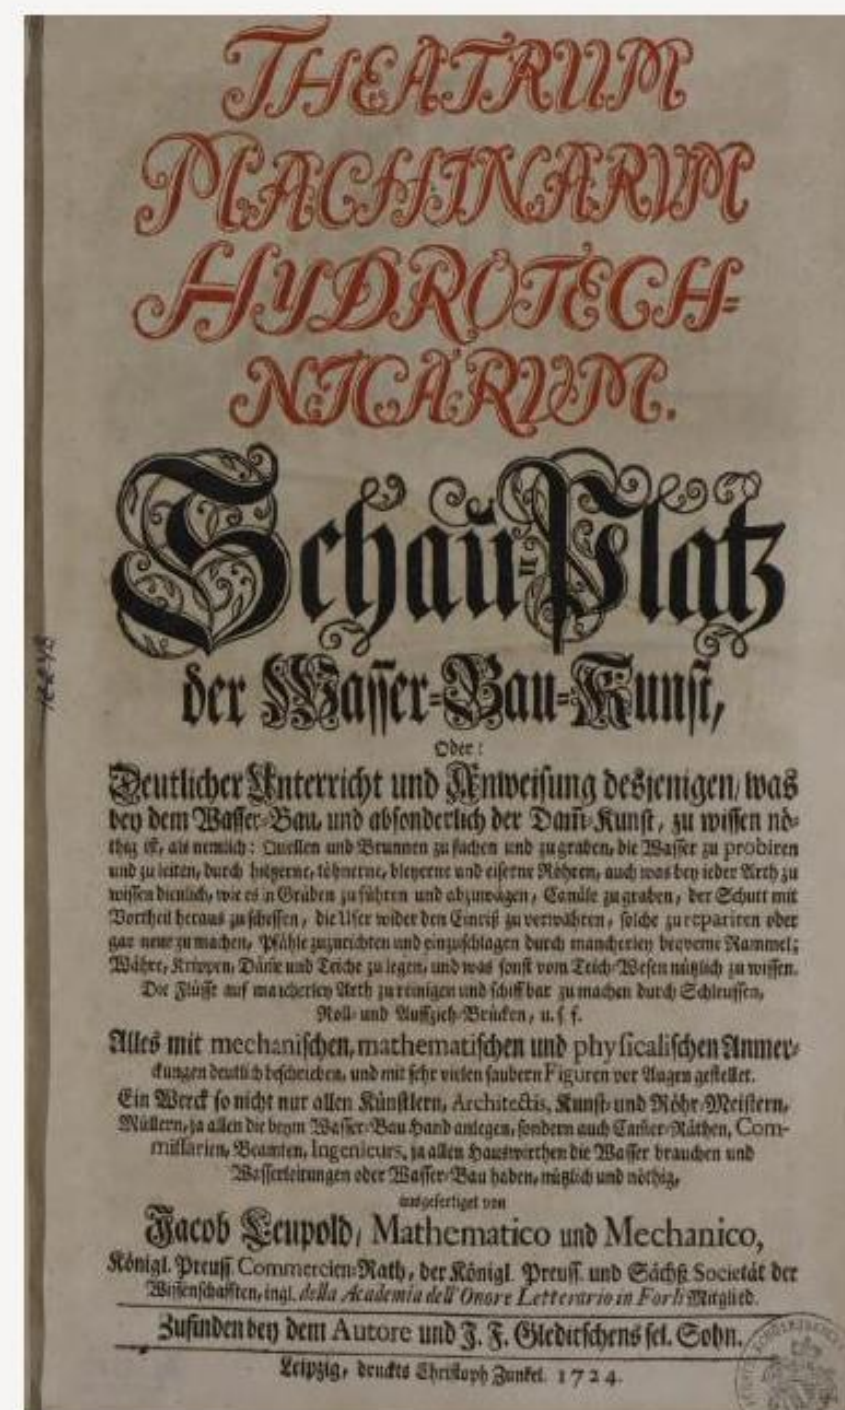 THEATRUM
MACHINARUM
HYDROTECH-
NICARUM.
Schau-Platz
der Wasser-Bau-Kunst,
Oder:
Deutlicher Unterricht und Anweisung desjenigen, was
bey dem Wasser-Bau, und absonderlich der Dam̅-Kunst, zu wissen nö-
thig ist, als nemlich: Quellen und Brunnen zu suchen und zu graben, die Wasser zu probiren
und zu leiten, durch höltzerne, thönerne, bleyerne und eiserne Röhren, auch was bey ieder Arth zu
wissen dienlich, wie es in Gräben zu führen und abzuwägen, Canäle zu graben, der Schutt mit
Vortheil heraus zu schaffen, die Ufer wider den Einriß zu verwahren, solche zu repariren oder
gar neue zu machen, Pfähle zuzurichten und einzuschlagen durch mancherley beqveme Rammel;
Währe, Krippen, Däm̅e und Teiche zu legen, und was sonst vom Teich-Wesen nützlich zu wissen.
Die Flüsse auf mancherley Arth zu reinigen und schiffbar zu machen durch Schleussen,
Roll- und Auffzieh-Brücken, u. s. f.
Alles mit mechanischen, mathematischen und physicalischen Anmer-
ckungen deutlich beschrieben, und mit sehr vielen saubern Figuren vor Augen gestellet.
Ein Werck so nicht nur allen Künstlern, Architectis, Kunst- und Röhr-Meistern,
Müllern, ja allen die beym Wasser-Bau Hand anlegen, sondern auch Cam̅er-Räthen, Com-
missarien, Beamten, Ingenieurs, ja allen Hauswirthen die Wasser brauchen und
Wasserleitungen oder Wasser-Bau haben, nützlich und nöthig,
ausgefertiget von
Jacob Leupold, Mathematico und Mechanico,
Königl. Preuss. Commercien-Rath, der Königl. Preuss. und Sächß. Societät der
Wissenschafften, ingl. della Academia dell' Onore Letterario in Forli Mitglied.
Zufinden bey dem Autore und J. F. Gleditschens sel. Sohn.
Leipzig, druckts Christoph Zunkel. 1724.